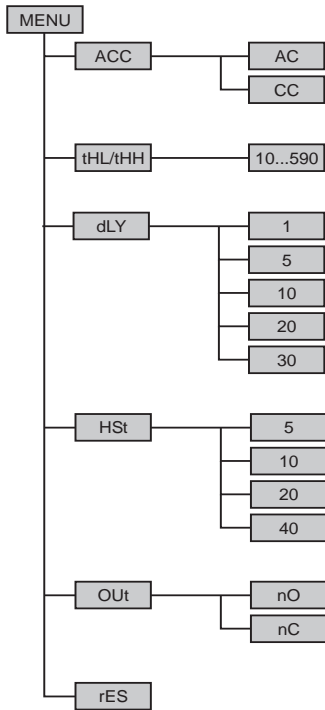 MENU
ACC AC
CC
tHL/tHH 10...590
dLY 1
5
10
20
30
HSt 5
10
20
40
OUt nO
nC
rES